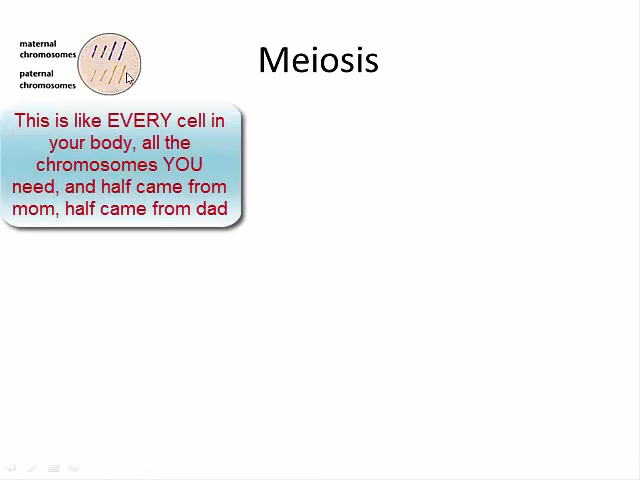 Meiosis
maternal
chromosomes
paternal
chromosomes
This is like EVERY cell in
your body, all the
chromosomes YOU
need, and half came from
mom, half came from dad